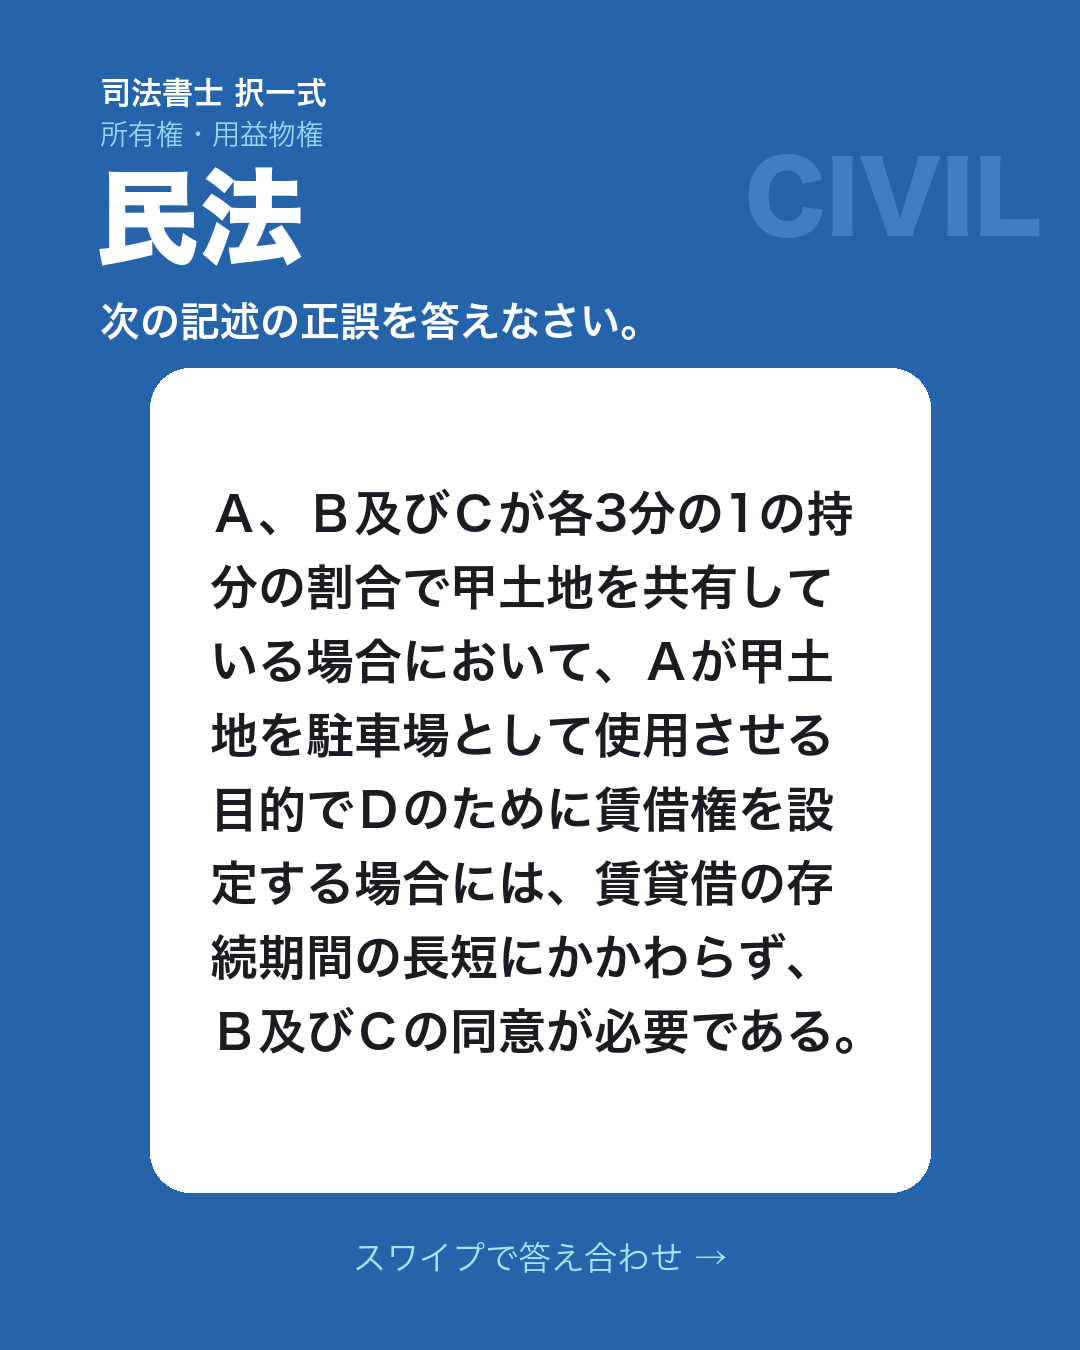 司法書士 択一式
所有権・用益物権
民法
CIVIL
次の記述の正誤を答えなさい。
Ａ、Ｂ及びＣが各3分の1の持
分の割合で甲土地を共有して
いる場合において、Ａが甲土
地を駐車場として使用させる
目的でＤのために賃借権を設
定する場合には、賃貸借の存
続期間の長短にかかわらず、
Ｂ及びＣの同意が必要である。
スワイプで答え合わせ →